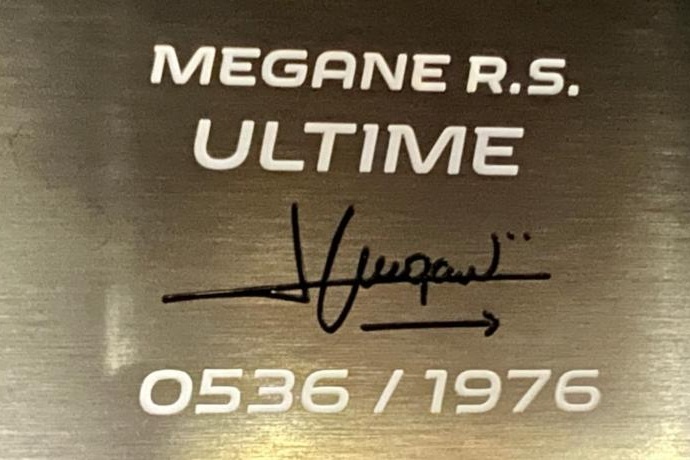 MEGANE R.S.
ULTIME
0536 / 1976